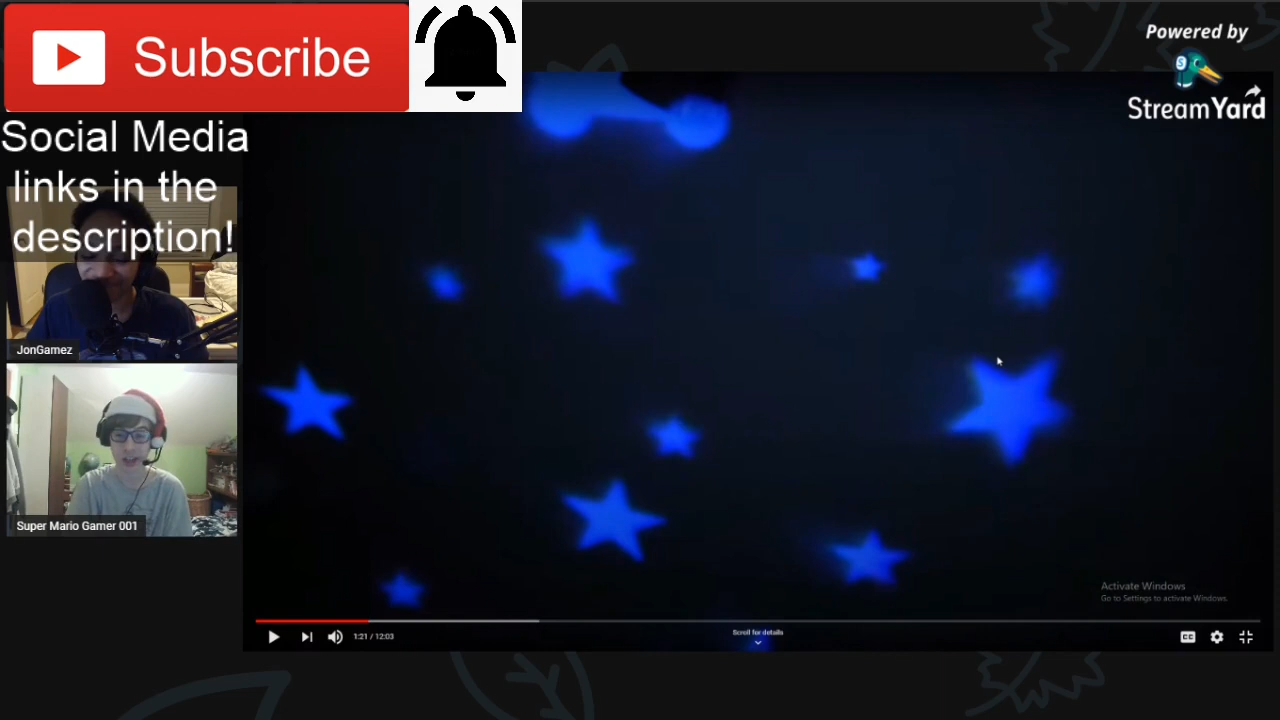 Subscribe
Powered by
S
StreamYard
Social Media
links in the
description!
JonGamez
Super Mario Gamer 001
Activate Windows
Go to Settings to activate Windows.
1:21 / 12:03
Scroll for details
CC